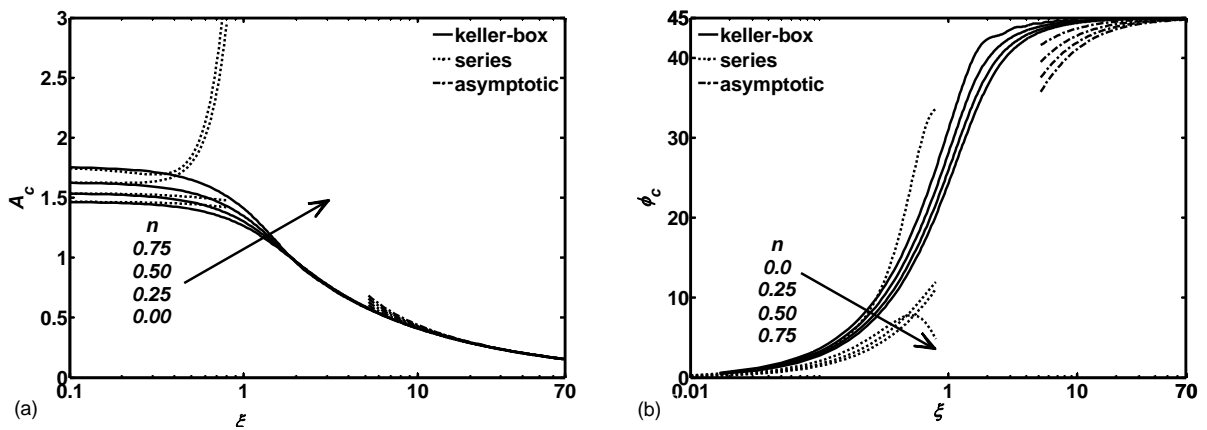 3
2.5
2
1.5
1
0.5
0
A_c
keller-box
series
asymptotic
n
0.75
0.50
0.25
0.00
0.1
1
10
70
ξ
(a)
45
40
30
20
10
0
ϕ_c
keller-box
series
asymptotic
n
0.0
0.25
0.50
0.75
0.01
1
10
70
ξ
(b)